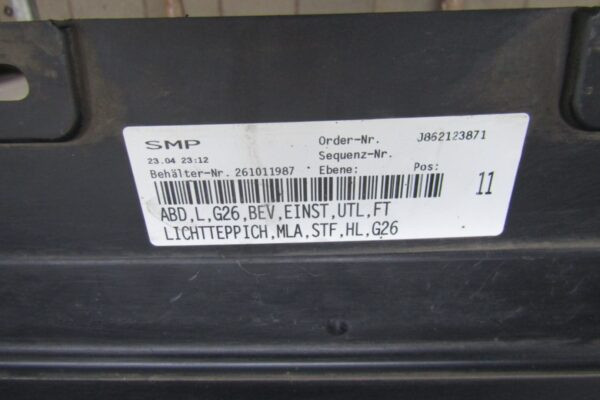 SMP Order-Nr. J862123871
23.04 23:12 Sequenz-Nr.
Behälter-Nr. 261011987 Ebene: Pos:
11
ABD,L,G26,BEV,EINST,UTL,FT
LICHTTEPPICH,MLA,STF,HL,G26